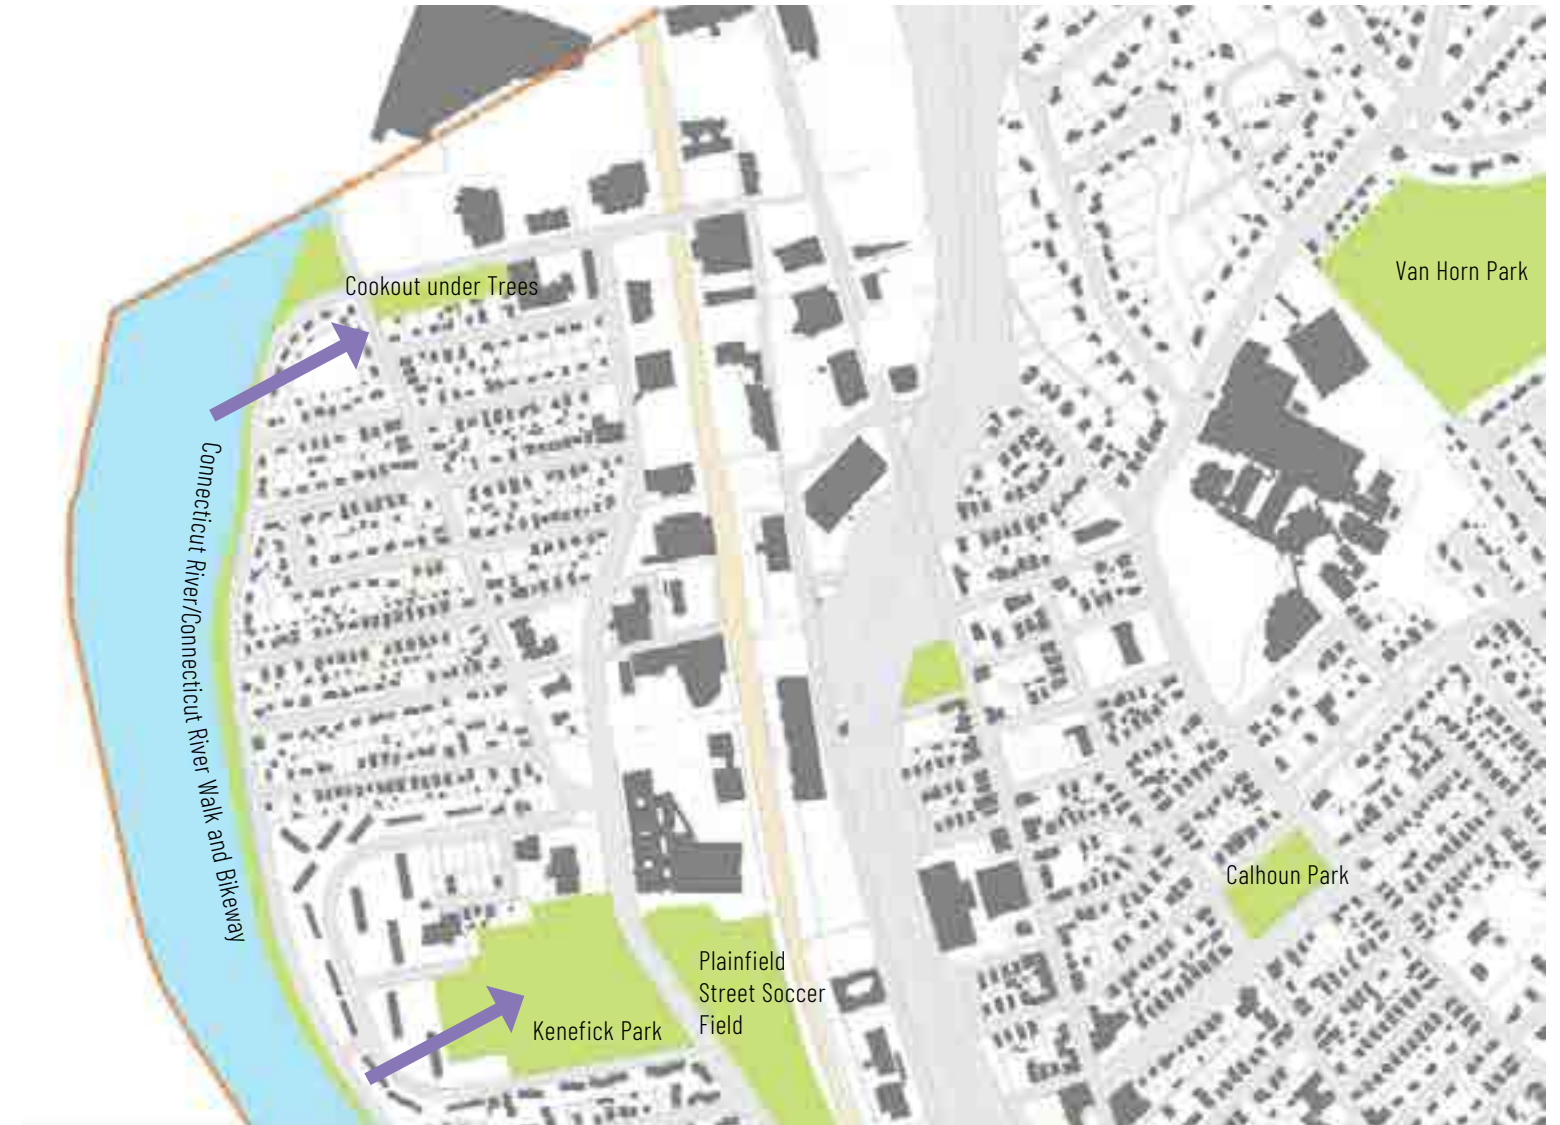 Cookout under Trees
Van Horn Park
Connecticut River/Connecticut River Walk and Bikeway
Calhoun Park
Plainfield
Street Soccer
Field
Kenefick Park